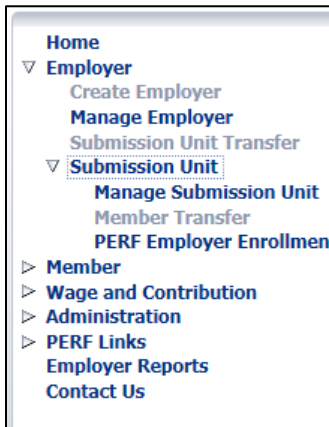 Home
Employer
Create Employer
Manage Employer
Submission Unit Transfer
Submission Unit
Manage Submission Unit
Member Transfer
PERF Employer Enrollmen
Member
Wage and Contribution
Administration
PERF Links
Employer Reports
Contact Us